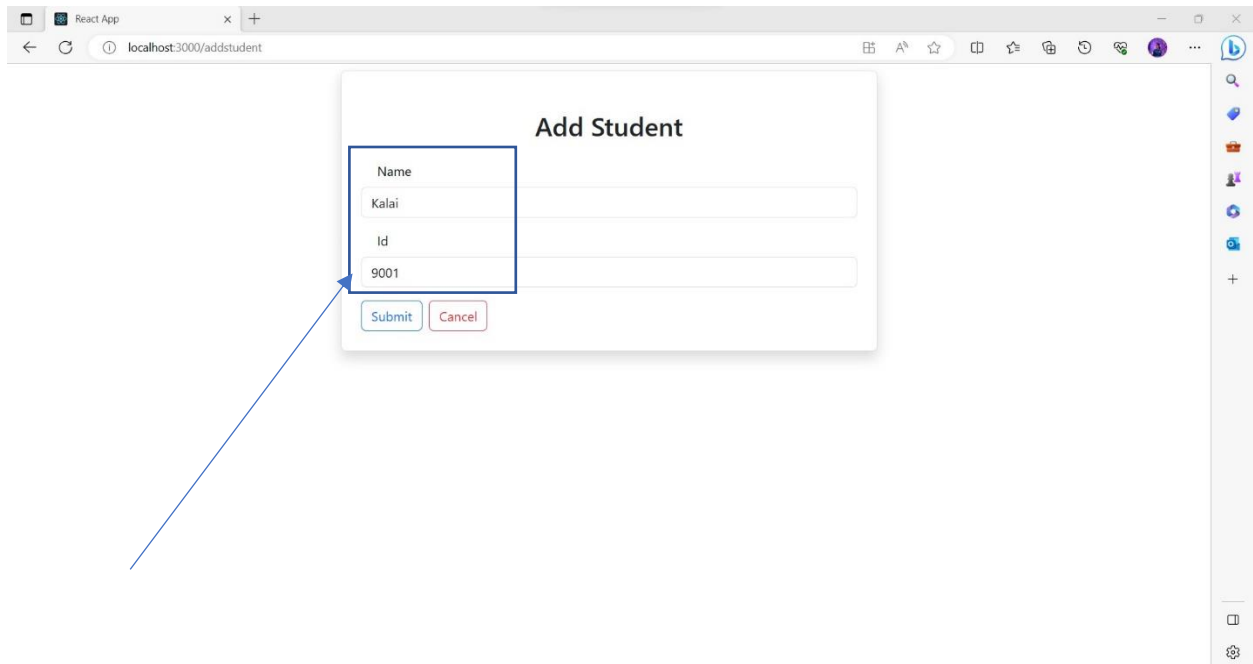 React App
localhost:3000/addstudent
Add Student
Name
Kalai
Id
9001
Submit Cancel